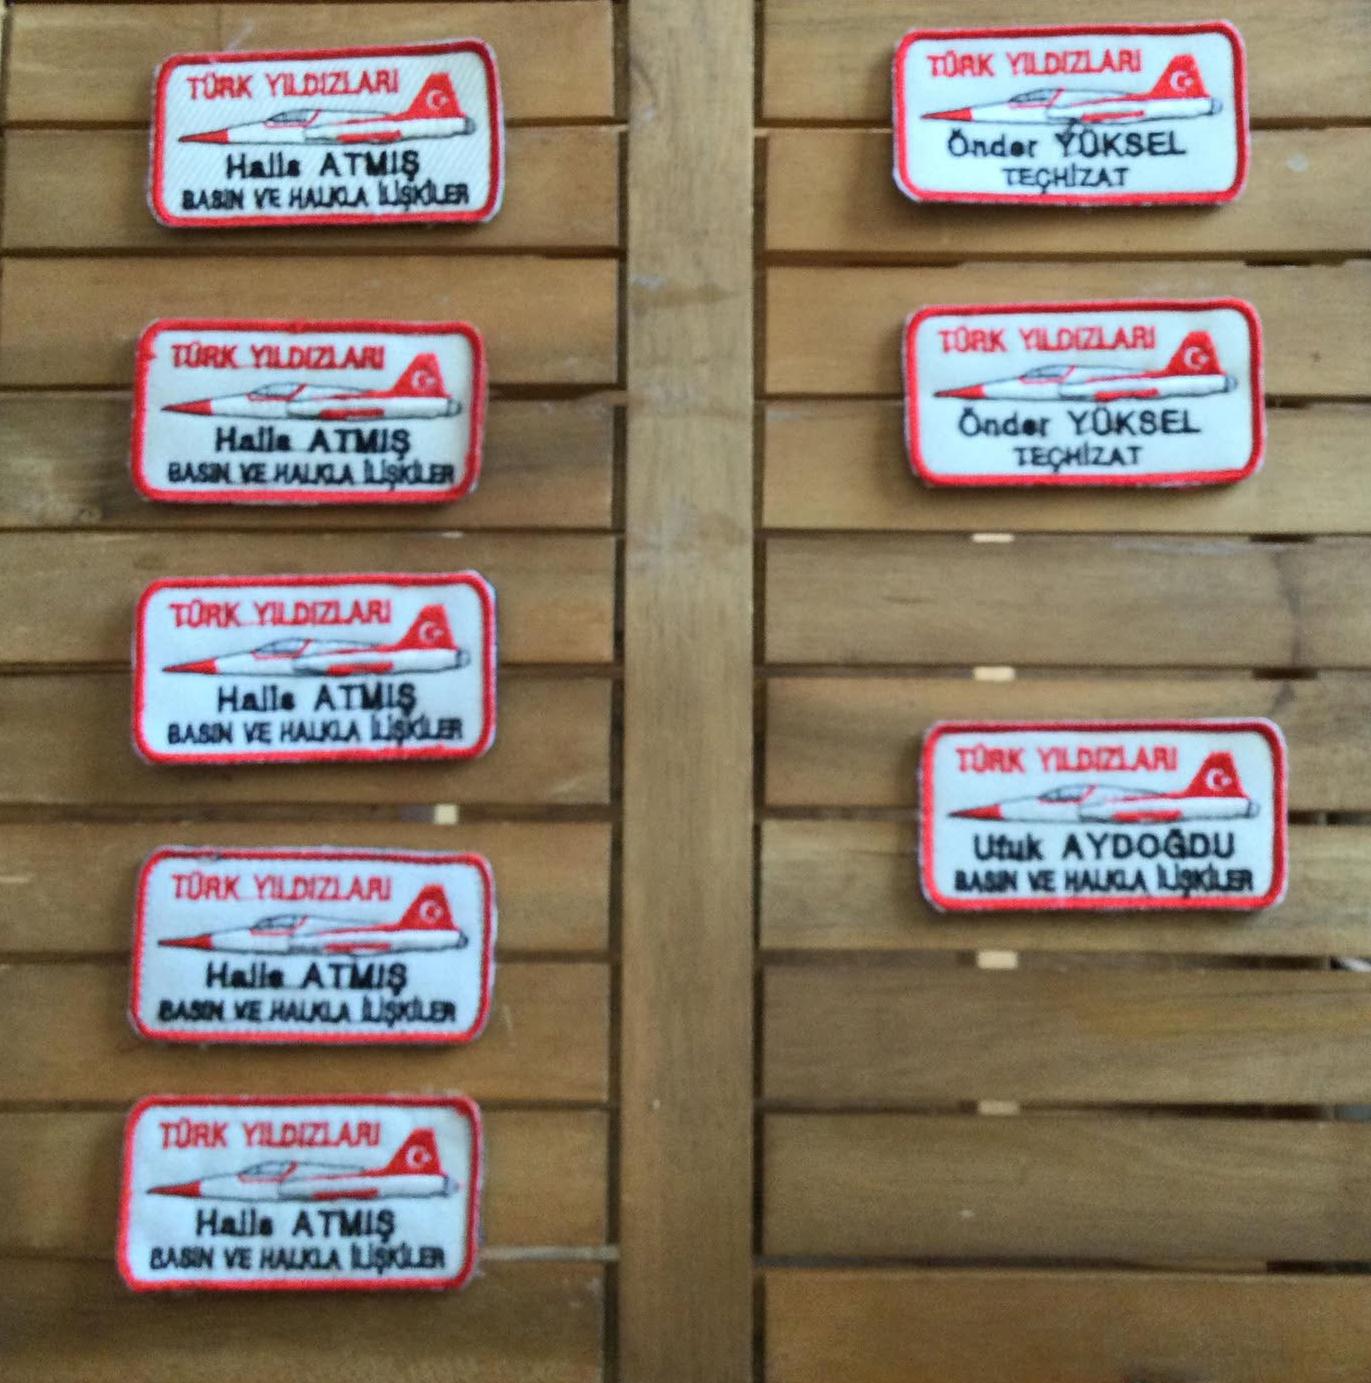 TÜRK YILDIZLARI
Halis ATMIŞ
BASIN VE HALKLA İLİŞKİLER
TÜRK YILDIZLARI
Halis ATMIŞ
BASIN VE HALKLA İLİŞKİLER
TÜRK YILDIZLARI
Halis ATMIŞ
BASIN VE HALKLA İLİŞKİLER
TÜRK YILDIZLARI
Halis ATMIŞ
BASIN VE HALKLA İLİŞKİLER
TÜRK YILDIZLARI
Halis ATMIŞ
BASIN VE HALKLA İLİŞKİLER
TÜRK YILDIZLARI
Önder YÜKSEL
TEÇHİZAT
TÜRK YILDIZLARI
Önder YÜKSEL
TEÇHİZAT
TÜRK YILDIZLARI
Ufuk AYDOĞDU
BASIN VE HALKLA İLİŞKİLER